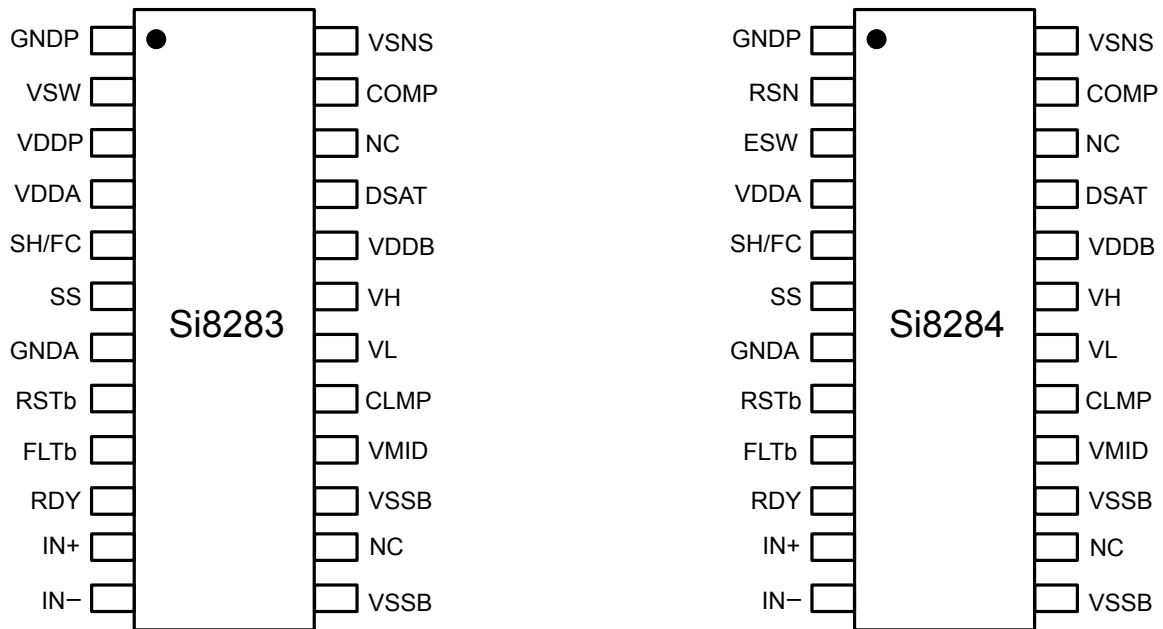 GNDP
VSW
VDDP
VDDA
SH/FC
SS
GNDA
RSTb
FLTb
RDY
IN+
IN−
Si8283
VSNS
COMP
NC
DSAT
VDDB
VH
VL
CLMP
VMID
VSSB
NC
VSSB
GNDP
RSN
ESW
VDDA
SH/FC
SS
GNDA
RSTb
FLTb
RDY
IN+
IN−
Si8284
VSNS
COMP
NC
DSAT
VDDB
VH
VL
CLMP
VMID
VSSB
NC
VSSB